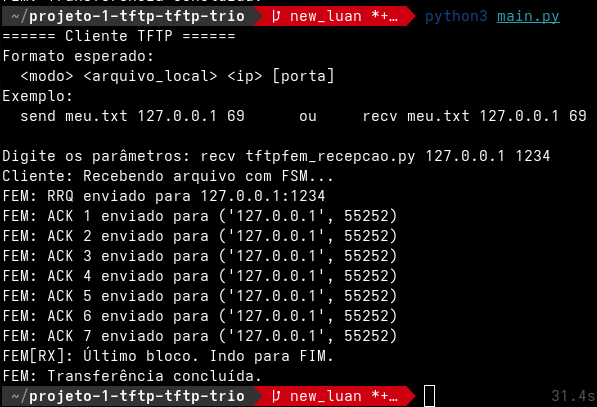 ~/projeto-1-tftp-tftp-trio new_luan *+… python3 main.py
====== Cliente TFTP ======
Formato esperado:
  <modo> <arquivo_local> <ip> [porta]
Exemplo:
  send meu.txt 127.0.0.1 69      ou     recv meu.txt 127.0.0.1 69
Digite os parâmetros: recv tftpfem_recepcao.py 127.0.0.1 1234
Cliente: Recebendo arquivo com FSM...
FEM: RRQ enviado para 127.0.0.1:1234
FEM: ACK 1 enviado para ('127.0.0.1', 55252)
FEM: ACK 2 enviado para ('127.0.0.1', 55252)
FEM: ACK 3 enviado para ('127.0.0.1', 55252)
FEM: ACK 4 enviado para ('127.0.0.1', 55252)
FEM: ACK 5 enviado para ('127.0.0.1', 55252)
FEM: ACK 6 enviado para ('127.0.0.1', 55252)
FEM: ACK 7 enviado para ('127.0.0.1', 55252)
FEM[RX]: Último bloco. Indo para FIM.
FEM: Transferência concluída.
~/projeto-1-tftp-tftp-trio new_luan *+… 31.4s